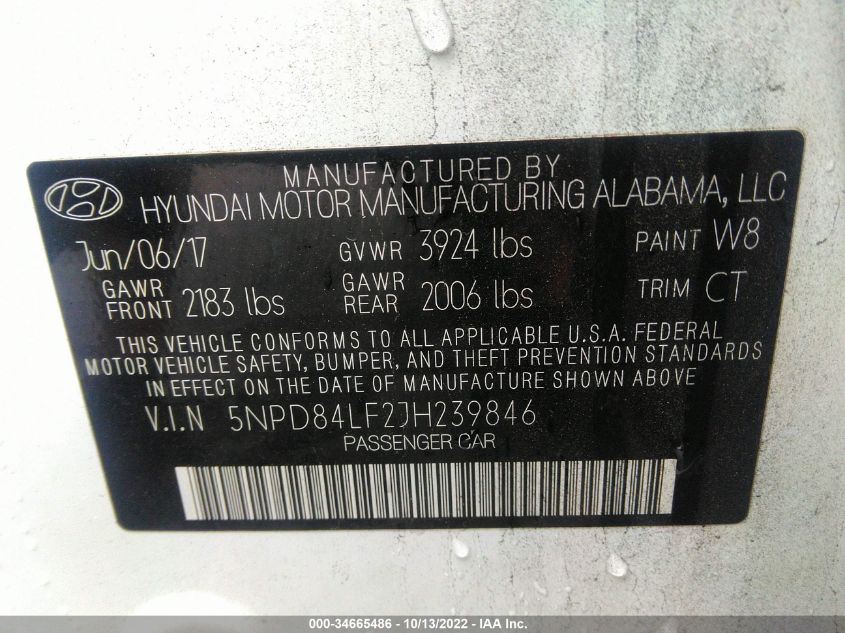 MANUFACTURED BY
HYUNDAI MOTOR MANUFACTURING ALABAMA, LLC
Jun/06/17 GVWR 3924 lbs PAINT W8
GAWR FRONT 2183 lbs GAWR REAR 2006 lbs TRIM CT
THIS VEHICLE CONFORMS TO ALL APPLICABLE U.S.A. FEDERAL
MOTOR VEHICLE SAFETY, BUMPER, AND THEFT PREVENTION STANDARDS
IN EFFECT ON THE DATE OF MANUFACTURE SHOWN ABOVE
V.I.N 5NPD84LF2JH239846
PASSENGER CAR
000-34665486 - 10/13/2022 - IAA Inc.